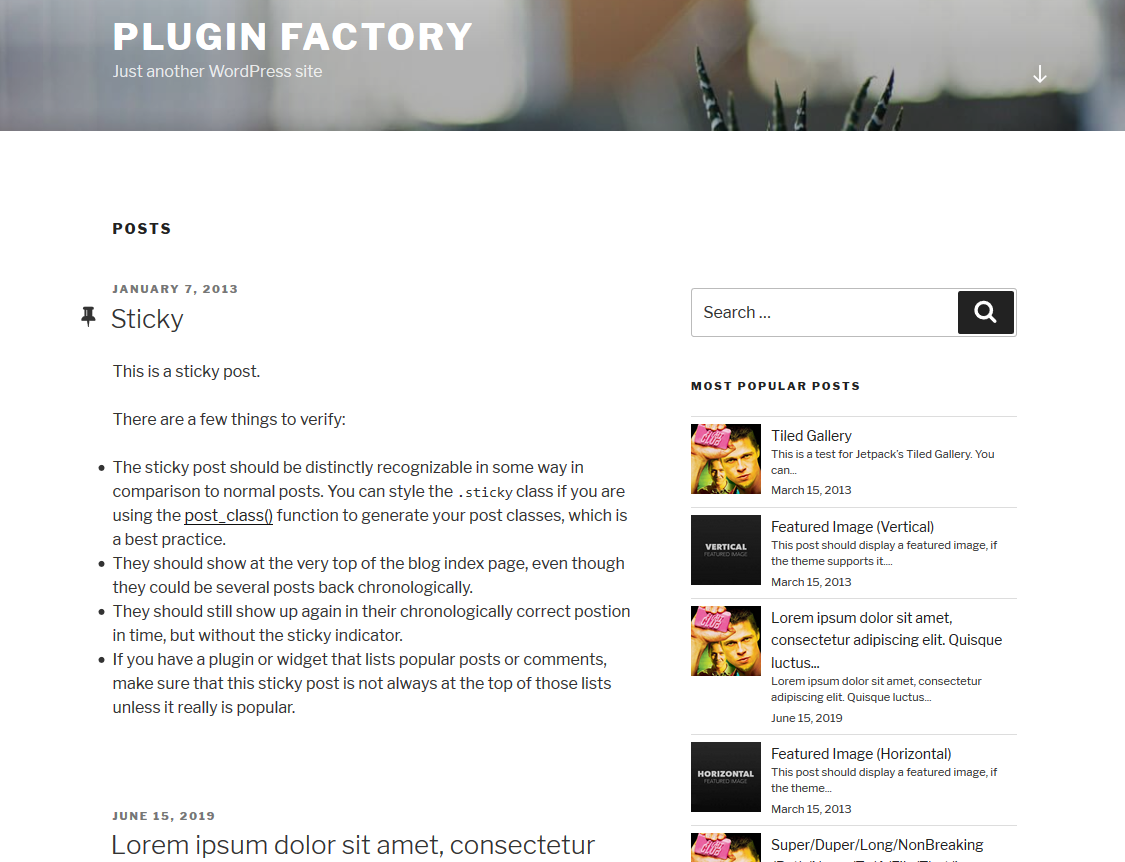 PLUGIN FACTORY
Just another WordPress site
POSTS
JANUARY 7, 2013
Sticky
This is a sticky post.
There are a few things to verify:
The sticky post should be distinctly recognizable in some way in
comparison to normal posts. You can style the .sticky class if you are
using the post_class() function to generate your post classes, which is
a best practice.
They should show at the very top of the blog index page, even though
they could be several posts back chronologically.
They should still show up again in their chronologically correct postion
in time, but without the sticky indicator.
If you have a plugin or widget that lists popular posts or comments,
make sure that this sticky post is not always at the top of those lists
unless it really is popular.
JUNE 15, 2019
Lorem ipsum dolor sit amet, consectetur
Search …
MOST POPULAR POSTS
CLUB
Tiled Gallery
This is a test for Jetpack's Tiled Gallery. You
can...
March 15, 2013
VERTICAL
FEATURED IMAGE
Featured Image (Vertical)
This post should display a featured image, if
the theme supports it....
March 15, 2013
CLUB
Lorem ipsum dolor sit amet,
consectetur adipiscing elit. Quisque
luctus...
Lorem ipsum dolor sit amet, consectetur
adipiscing elit. Quisque luctus...
June 15, 2019
HORIZONTAL
FEATURED IMAGE
Featured Image (Horizontal)
This post should display a featured image, if
the theme...
March 15, 2013
CLUB
Super/Duper/Long/NonBreaking